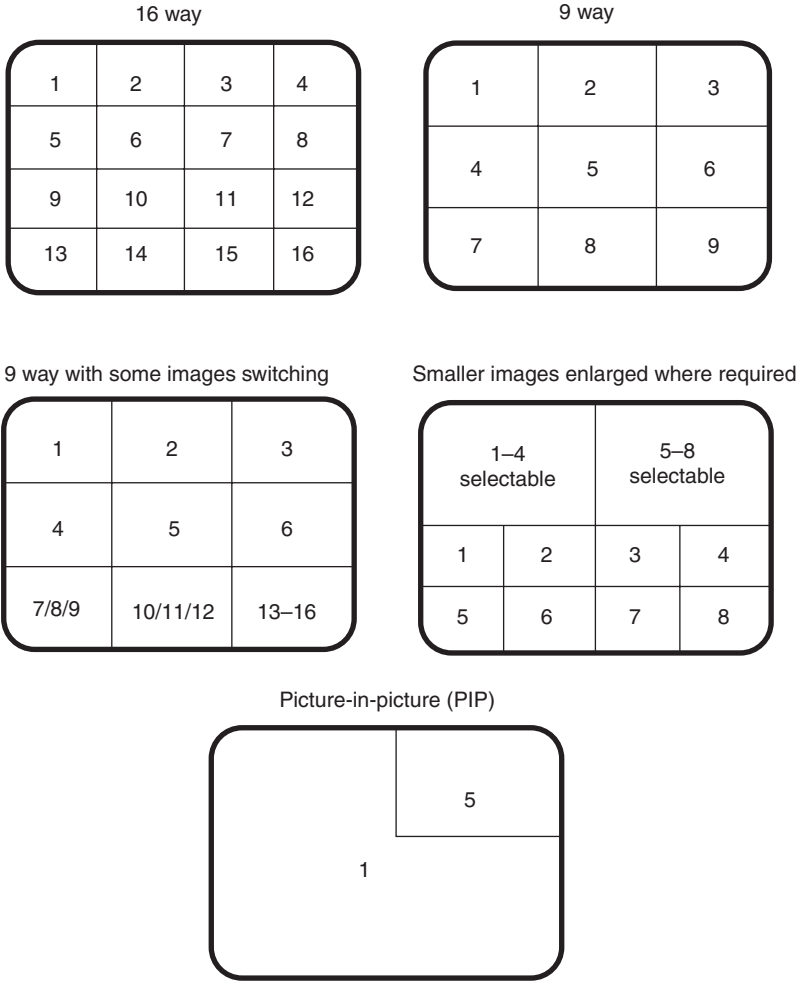 16 way
9 way
1 2 3 4
5 6 7 8
9 10 11 12
13 14 15 16
1 2 3
4 5 6
7 8 9
9 way with some images switching
Smaller images enlarged where required
1 2 3
4 5 6
7/8/9 10/11/12 13–16
1–4
selectable
5–8
selectable
1 2 3 4
5 6 7 8
Picture-in-picture (PIP)
5
1